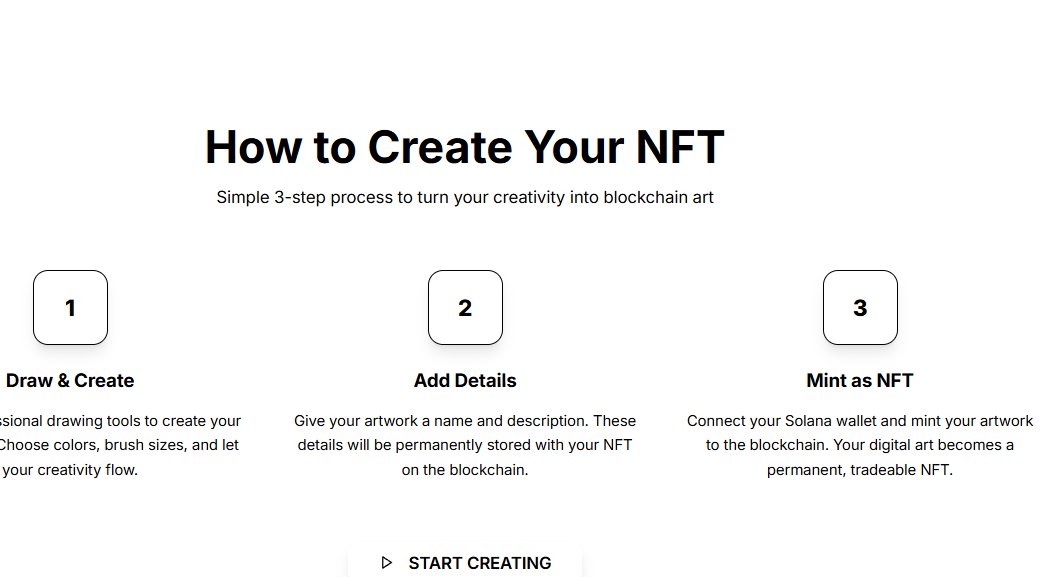 How to Create Your NFT
Simple 3-step process to turn your creativity into blockchain art
1
Draw & Create
drawing tools to create your
Choose colors, brush sizes, and let
your creativity flow.
2
Add Details
Give your artwork a name and description. These
details will be permanently stored with your NFT
on the blockchain.
3
Mint as NFT
Connect your Solana wallet and mint your artwork
to the blockchain. Your digital art becomes a
permanent, tradeable NFT.
START CREATING